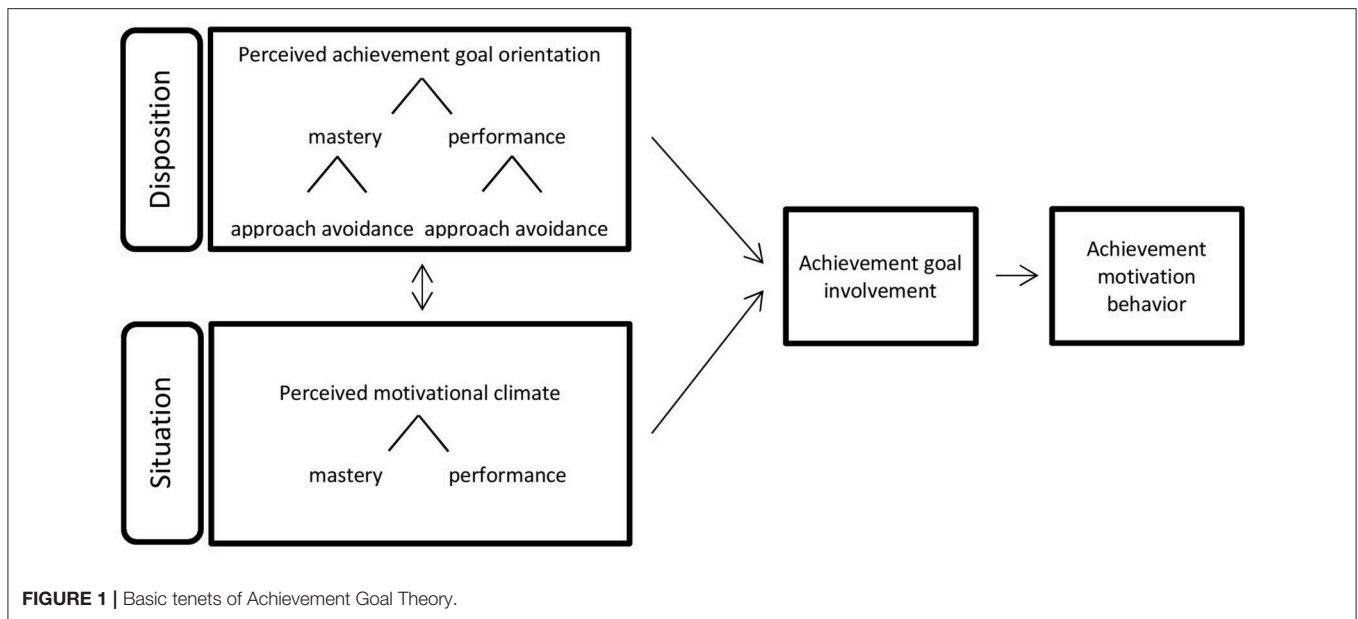 Disposition
Perceived achievement goal orientation
mastery performance
approach avoidance approach avoidance
Situation
Perceived motivational climate
mastery performance
Achievement goal
involvement
Achievement
motivation
behavior
FIGURE 1 | Basic tenets of Achievement Goal Theory.